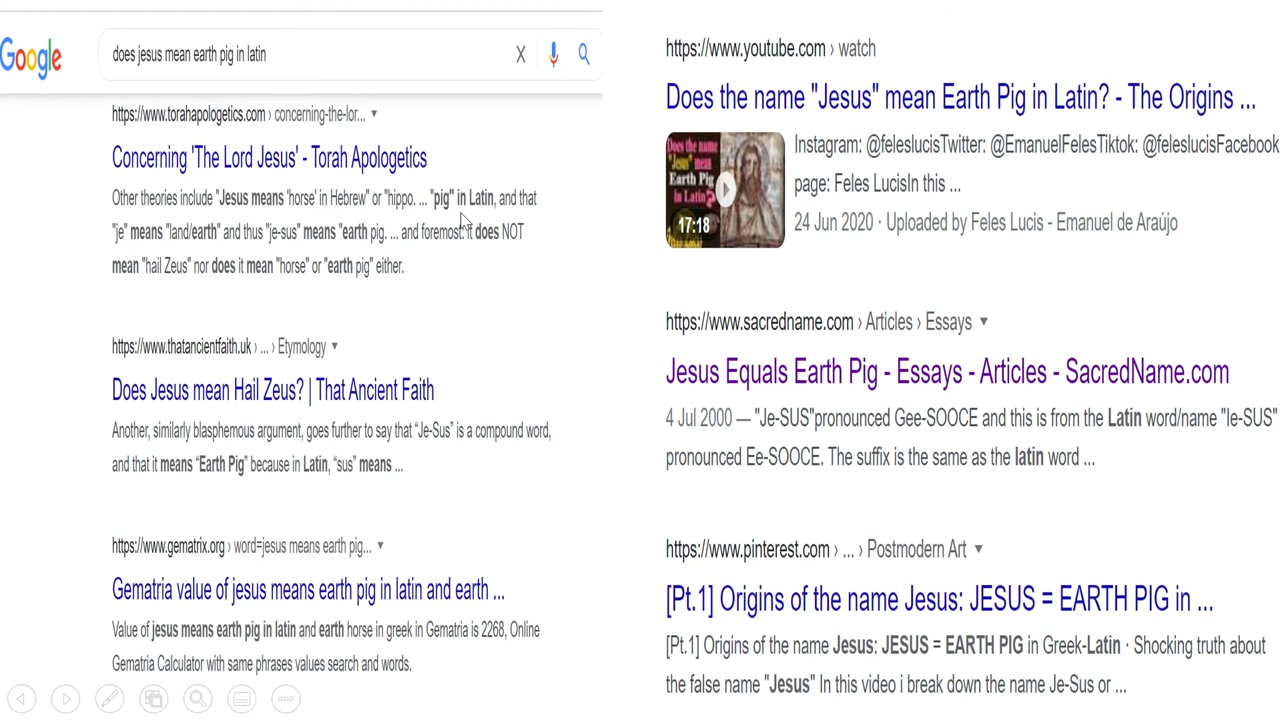 Google
does jesus mean earth pig in latin
https://www.torahapologetics.com › concerning-the-lor...
Concerning 'The Lord Jesus' - Torah Apologetics
Other theories include "Jesus means 'horse' in Hebrew" or "hippo. ... "pig" in Latin, and that
"je" means "land/earth" and thus "je-sus" means "earth pig. ... and foremost: it does NOT
mean "hail Zeus" nor does it mean "horse" or "earth pig" either.
https://www.thatancientfaith.uk › ... › Etymology
Does Jesus mean Hail Zeus? | That Ancient Faith
Another, similarly blasphemous argument, goes further to say that “Je-Sus” is a compound word,
and that it means “Earth Pig” because in Latin, “sus” means ...
https://www.gematrix.org › word=jesus means earth pig...
Gematria value of jesus means earth pig in latin and earth ...
Value of jesus means earth pig in latin and earth horse in greek in Gematria is 2268, Online
Gematria Calculator with same phrases values search and words.
https://www.youtube.com › watch
Does the name "Jesus" mean Earth Pig in Latin? - The Origins ...
Does the name
"Jesus" mean
Earth Pig
in Latin?
17:18
Instagram: @feleslucisTwitter: @EmanuelFelesTiktok: @feleslucisFacebook
page: Feles LucisIn this ...
24 Jun 2020 · Uploaded by Feles Lucis - Emanuel de Araújo
https://www.sacredname.com › Articles › Essays
Jesus Equals Earth Pig - Essays - Articles - SacredName.com
4 Jul 2000 — "Je-SUS"pronounced Gee-SOOCE and this is from the Latin word/name "Ie-SUS"
pronounced Ee-SOOCE. The suffix is the same as the latin word ...
https://www.pinterest.com › ... › Postmodern Art
[Pt.1] Origins of the name Jesus: JESUS = EARTH PIG in ...
[Pt.1] Origins of the name Jesus: JESUS = EARTH PIG in Greek-Latin · Shocking truth about
the false name "Jesus" In this video i break down the name Je-Sus or ...